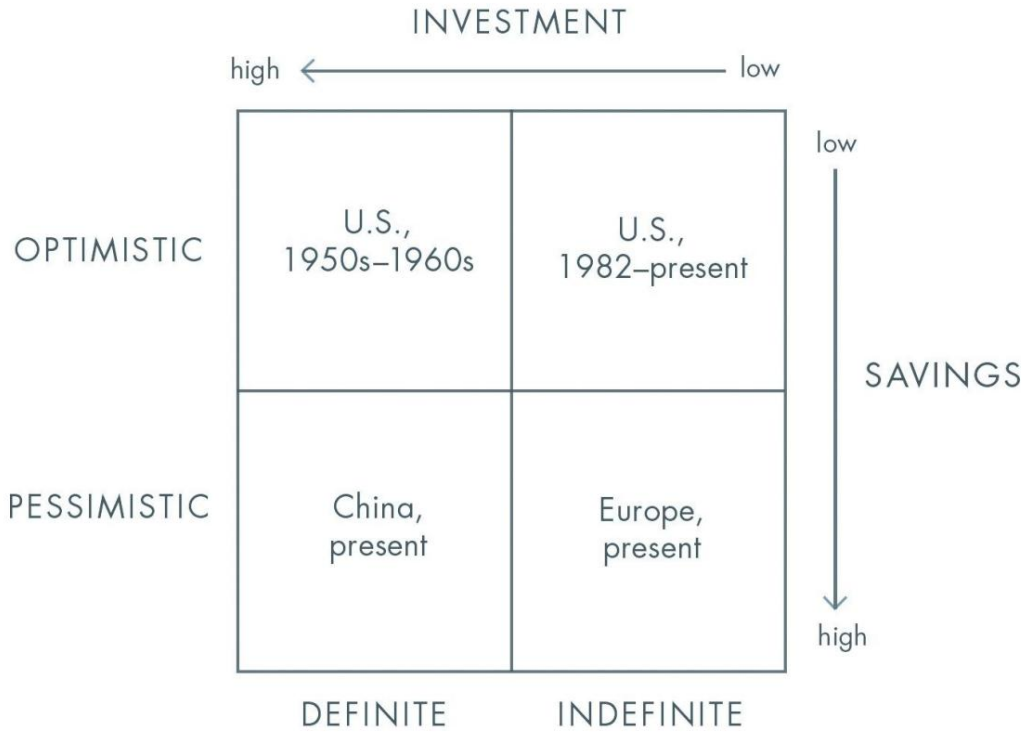 INVESTMENT
high
low
low
OPTIMISTIC
U.S.,
1950s–1960s
U.S.,
1982–present
SAVINGS
PESSIMISTIC
China,
present
Europe,
present
high
DEFINITE
INDEFINITE